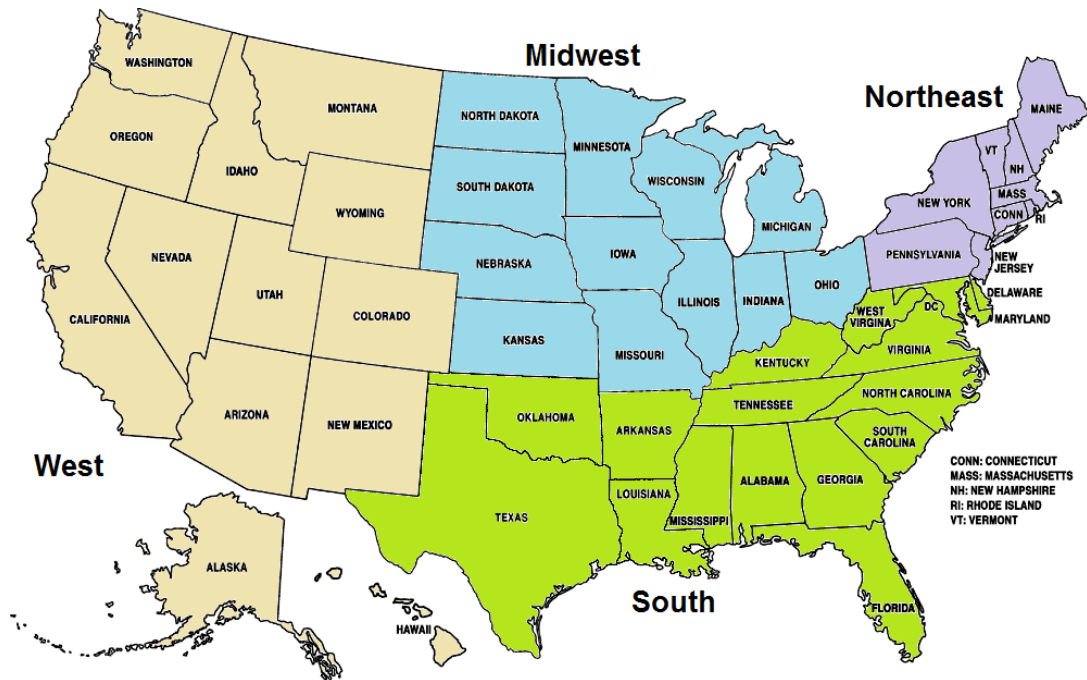 Midwest
Northeast
West
South
WASHINGTON
OREGON
IDAHO
MONTANA
WYOMING
NEVADA
UTAH
COLORADO
CALIFORNIA
ARIZONA
NEW MEXICO
ALASKA
HAWAII
NORTH DAKOTA
SOUTH DAKOTA
NEBRASKA
KANSAS
MINNESOTA
IOWA
MISSOURI
WISCONSIN
ILLINOIS
MICHIGAN
INDIANA
OHIO
MAINE
VT
NH
MASS
CONN
RI
NEW YORK
PENNSYLVANIA
NEW
JERSEY
DELAWARE
MARYLAND
DC
WEST
VIRGINA
VIRGINIA
KENTUCKY
TENNESSEE
NORTH CAROLINA
SOUTH
CAROLINA
OKLAHOMA
ARKANSAS
TEXAS
LOUISIANA
MISSISSIPPI
ALABAMA
GEORGIA
FLORIDA
CONN: CONNECTICUT
MASS: MASSACHUSETTS
NH: NEW HAMPSHIRE
RI: RHODE ISLAND
VT: VERMONT